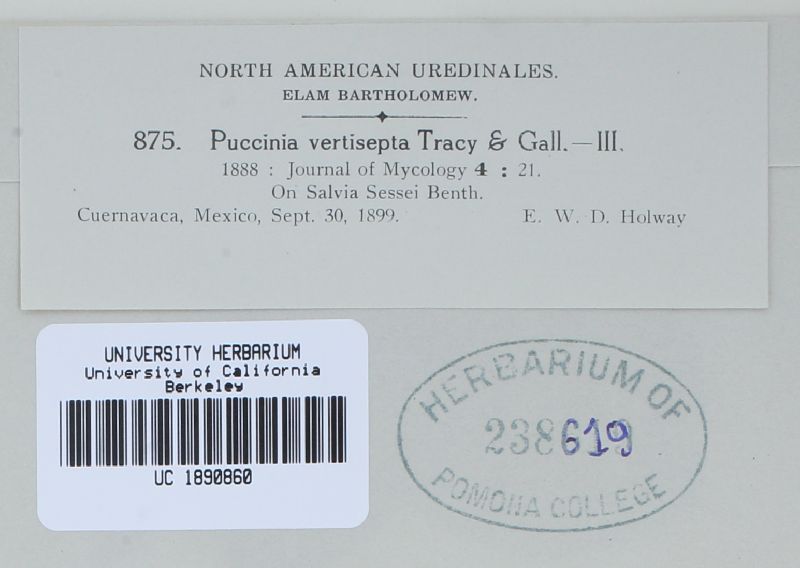 NORTH AMERICAN UREDINALES.
ELAM BARTHOLOMEW.
875. Puccinia vertisepta Tracy & Gall.—III.
1888 : Journal of Mycology 4 : 21.
On Salvia Sessei Benth.
Cuernavaca, Mexico, Sept. 30, 1899. E. W. D. Holway
UNIVERSITY HERBARIUM
University of California
Berkeley
UC 1890860
HERBARIUM OF
238619
POMONA COLLEGE